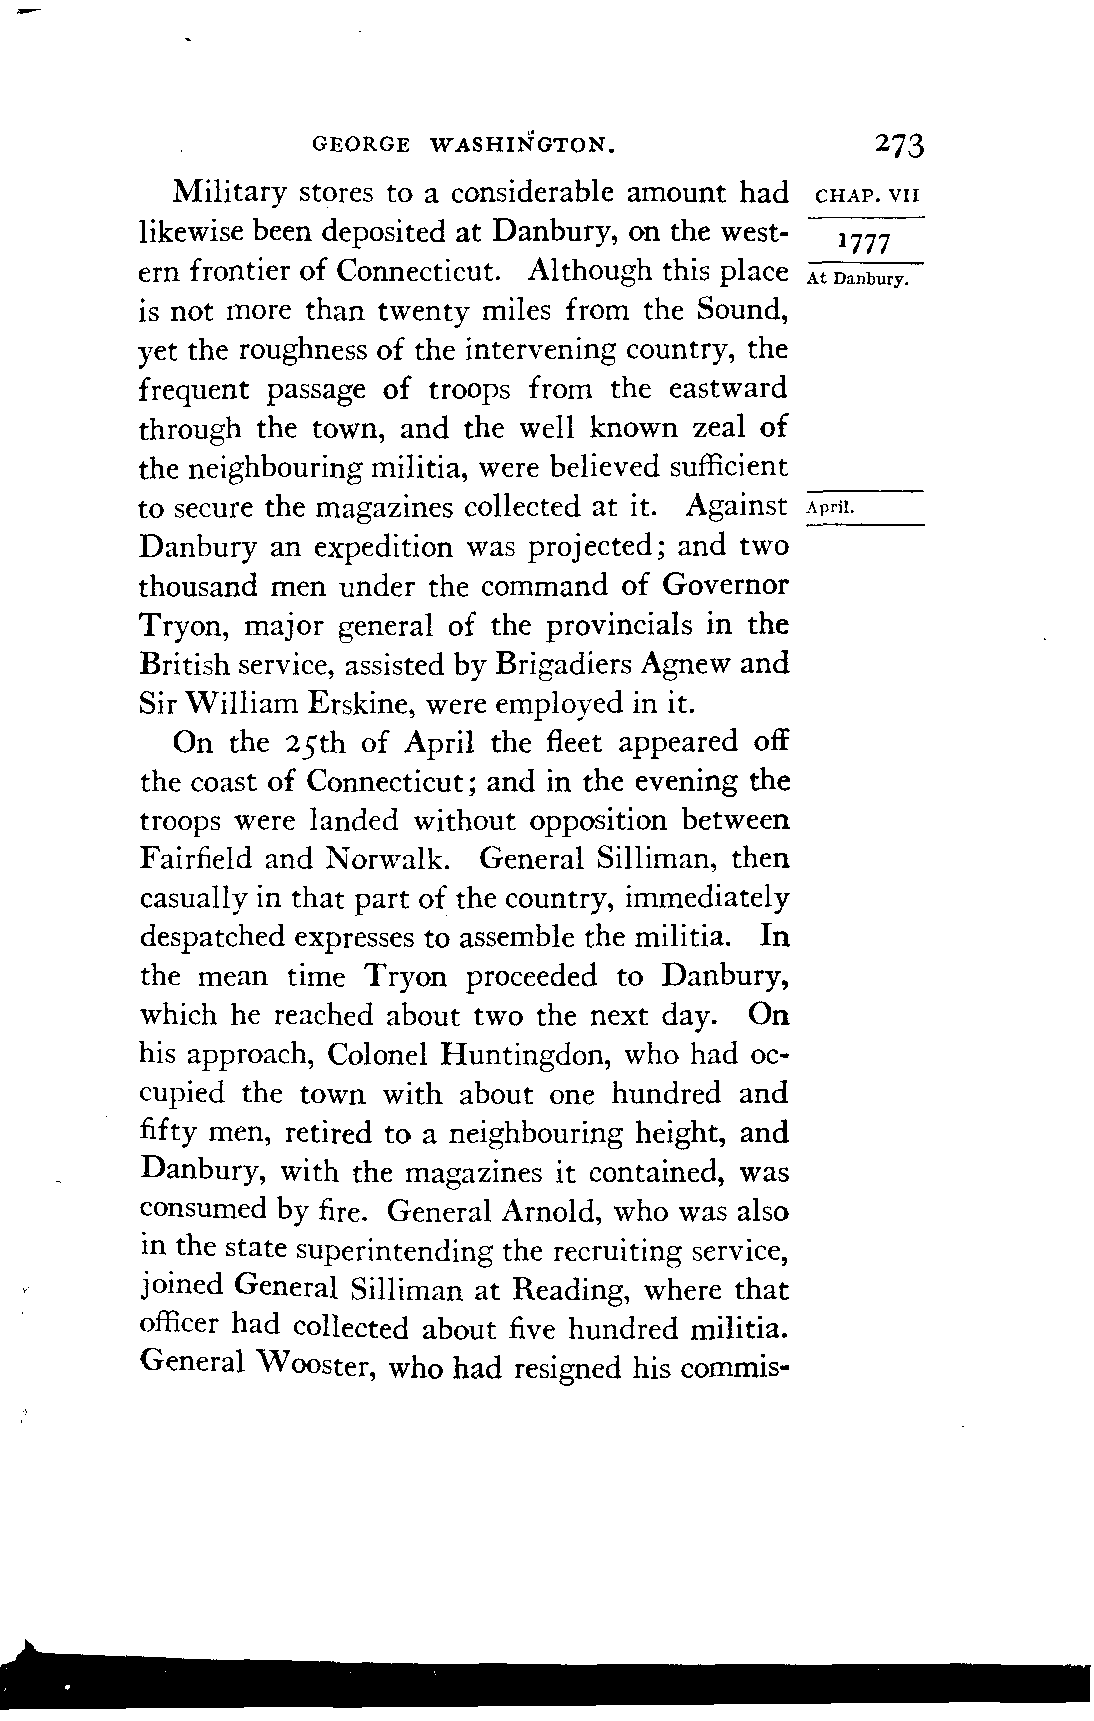 GEORGE WASHINGTON. 273
Military stores to a considerable amount had
likewise been deposited at Danbury, on the west-
ern frontier of Connecticut. Although this place
is not more than twenty miles from the Sound,
yet the roughness of the intervening country, the
frequent passage of troops from the eastward
through the town, and the well known zeal of
the neighbouring militia, were believed sufficient
to secure the magazines collected at it. Against
Danbury an expedition was projected; and two
thousand men under the command of Governor
Tryon, major general of the provincials in the
British service, assisted by Brigadiers Agnew and
Sir William Erskine, were employed in it.
On the 25th of April the fleet appeared off
the coast of Connecticut; and in the evening the
troops were landed without opposition between
Fairfield and Norwalk. General Silliman, then
casually in that part of the country, immediately
despatched expresses to assemble the militia. In
the mean time Tryon proceeded to Danbury,
which he reached about two the next day. On
his approach, Colonel Huntingdon, who had oc-
cupied the town with about one hundred and
fifty men, retired to a neighbouring height, and
Danbury, with the magazines it contained, was
consumed by fire. General Arnold, who was also
in the state superintending the recruiting service,
joined General Silliman at Reading, where that
officer had collected about five hundred militia.
General Wooster, who had resigned his commis-
CHAP. VII
1777
At Danbury.
April.